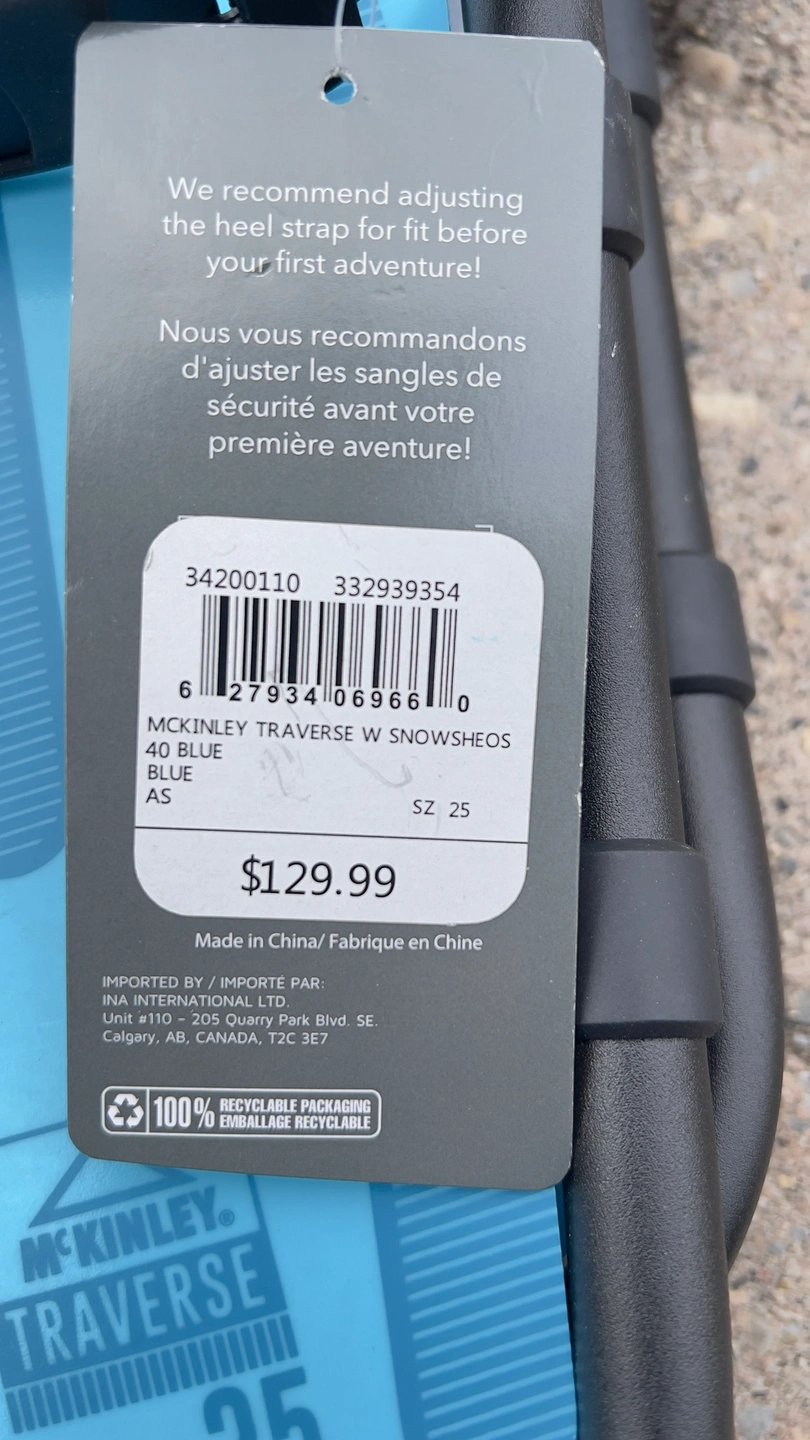 We recommend adjusting
the heel strap for fit before
your first adventure!
Nous vous recommandons
d'ajuster les sangles de
sécurité avant votre
première aventure!
34200110 332939354
6 27934 06966 0
MCKINLEY TRAVERSE W SNOWSHEOS
40 BLUE
BLUE
AS SZ 25
$129.99
Made in China/ Fabrique en Chine
IMPORTED BY / IMPORTÉ PAR:
INA INTERNATIONAL LTD.
Unit #110 – 205 Quarry Park Blvd. SE.
Calgary, AB, CANADA, T2C 3E7
100% RECYCLABLE PACKAGING
EMBALLAGE RECYCLABLE
MCKINLEY®
TRAVERSE
25